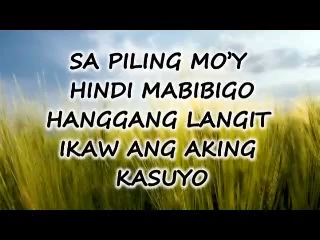 SA PILING MO'Y
HINDI MABIBIGO
HANGGANG LANGIT
IKAW ANG AKING
KASUYO